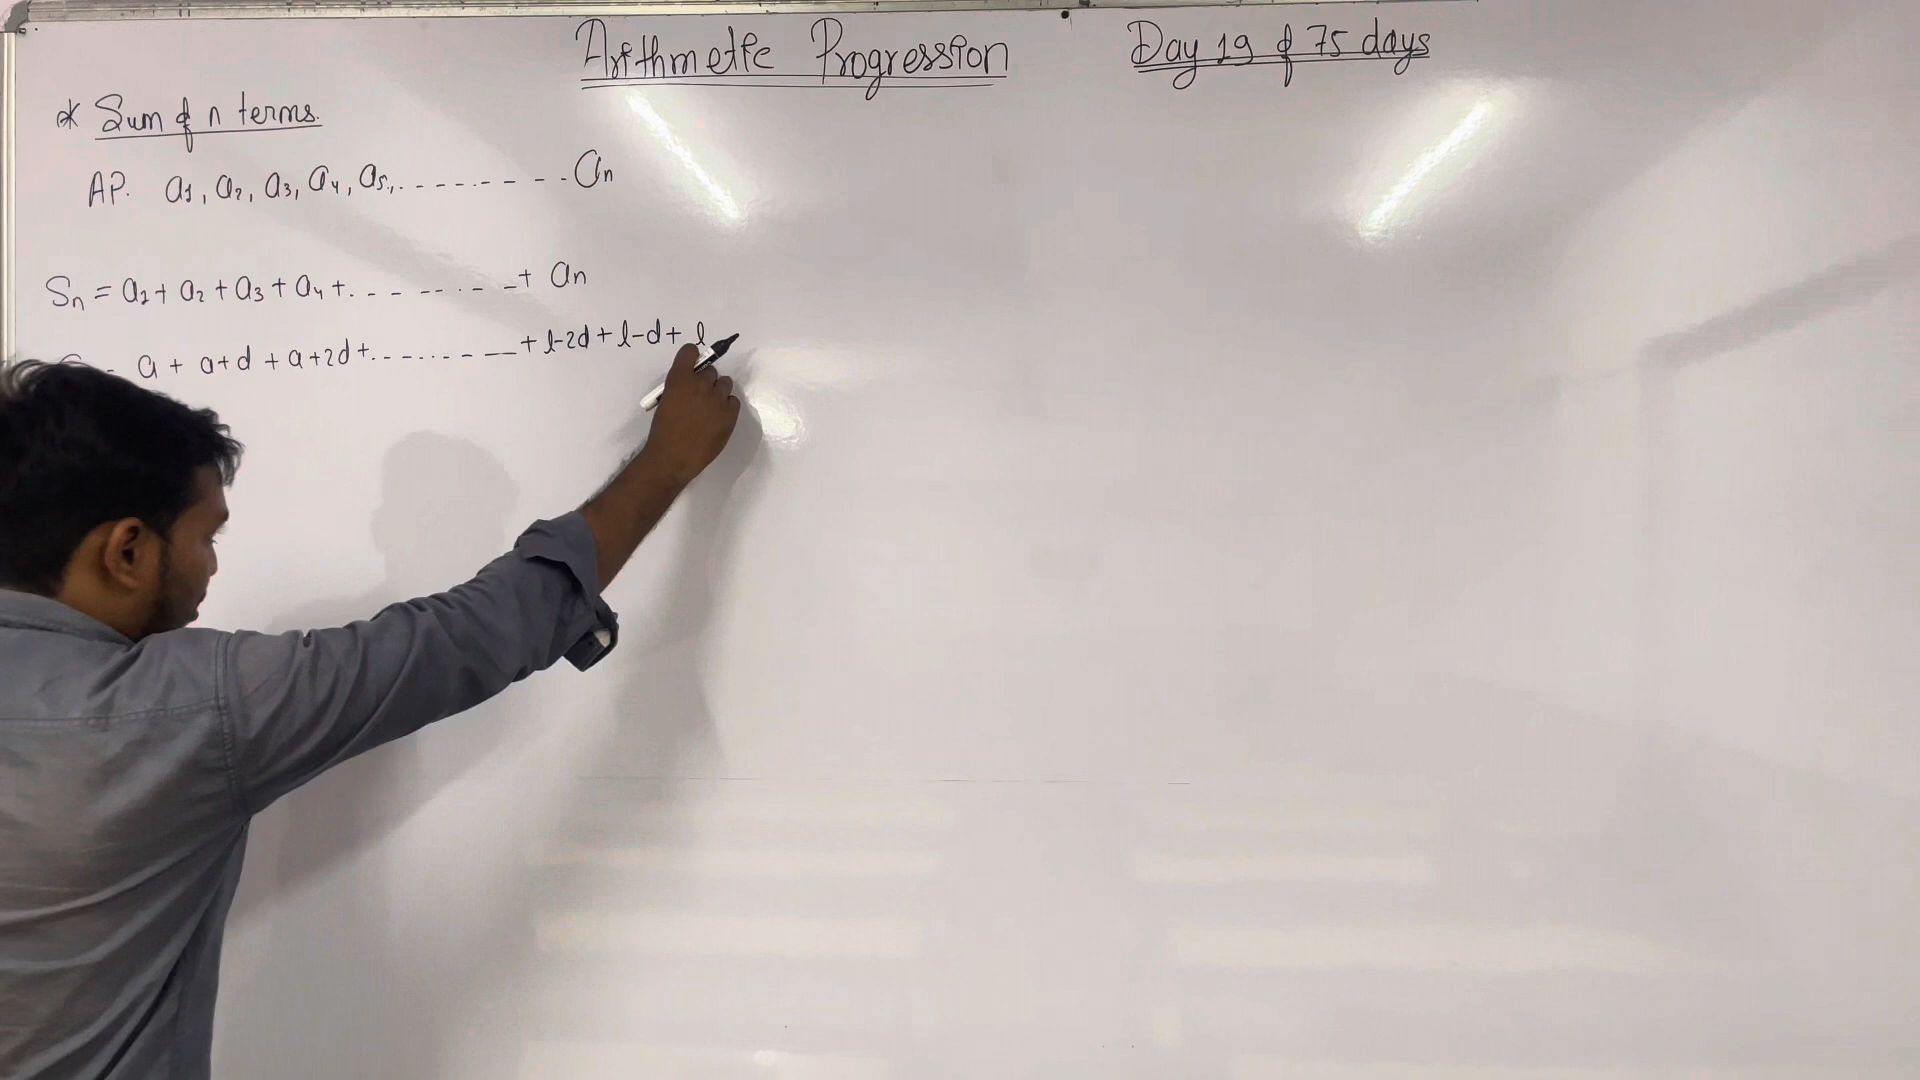 Arithmetic Progression
Day 19 of 75 days
* Sum of n terms.
AP. a1, a2, a3, a4, a5, . - - - - - - - - an
Sn = a1 + a2 + a3 + a4 + . - - - - - - - + an
= a + a+d + a+2d + . - - - - - - - + l-2d + l-d + l